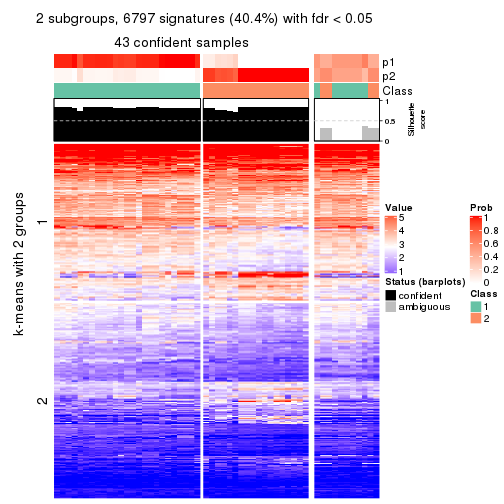 2 subgroups, 6797 signatures (40.4%) with fdr < 0.05
43 confident samples
p1
p2
Class
1
0.5
0
Silhouette
score
k-means with 2 groups
1
2
Value
5
4
3
2
1
Status (barplots)
confident
ambiguous
Prob
1
0.8
0.6
0.4
0.2
0
Class
1
2